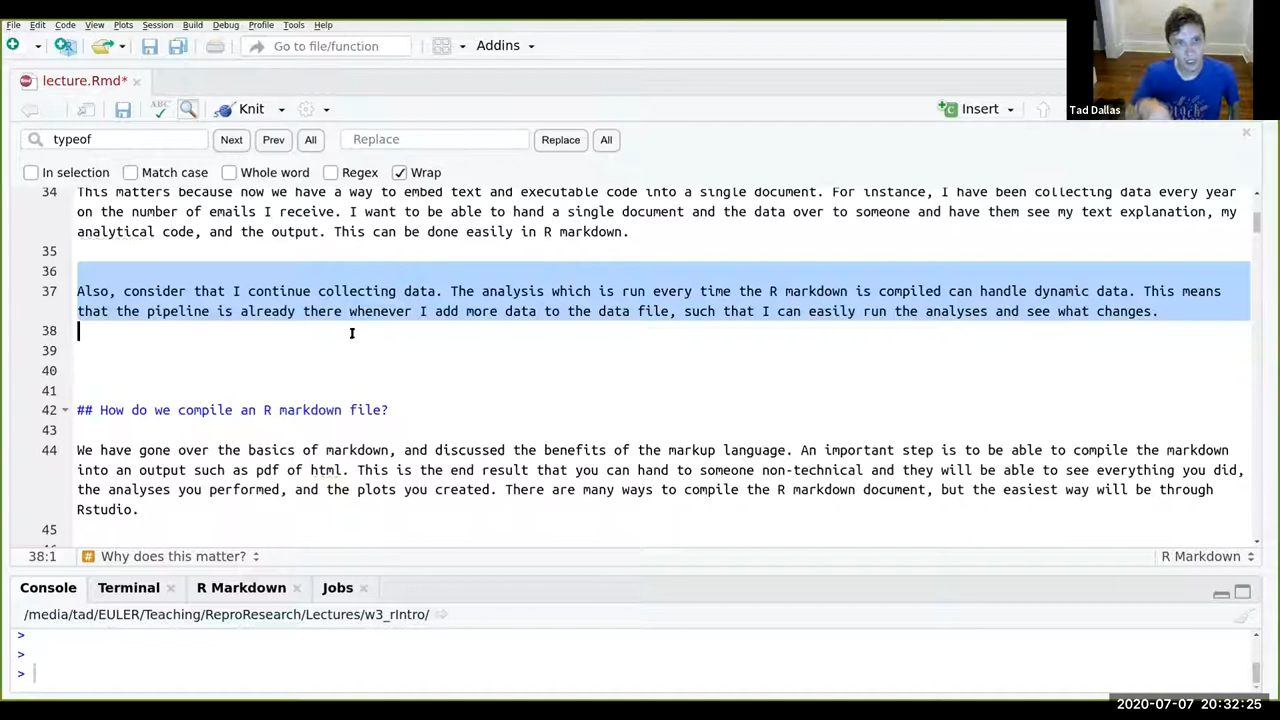 File Edit Code View Plots Session Build Debug Profile Tools Help
Go to file/function Addins
lecture.Rmd*
ABC Knit Insert
Tad Dallas
typeof Next Prev All Replace Replace All
In selection Match case Whole word Regex Wrap
34 This matters because now we have a way to embed text and executable code into a single document. For instance, I have been collecting data every year
on the number of emails I receive. I want to be able to hand a single document and the data over to someone and have them see my text explanation, my
analytical code, and the output. This can be done easily in R markdown.
35
36
37 Also, consider that I continue collecting data. The analysis which is run every time the R markdown is compiled can handle dynamic data. This means
that the pipeline is already there whenever I add more data to the data file, such that I can easily run the analyses and see what changes.
38
39
40
41
42 ## How do we compile an R markdown file?
43
44 We have gone over the basics of markdown, and discussed the benefits of the markup language. An important step is to be able to compile the markdown
into an output such as pdf of html. This is the end result that you can hand to someone non-technical and they will be able to see everything you did,
the analyses you performed, and the plots you created. There are many ways to compile the R markdown document, but the easiest way will be through
Rstudio.
45
38:1 # Why does this matter? R Markdown
Console Terminal R Markdown Jobs
/media/tad/EULER/Teaching/ReproResearch/Lectures/w3_rIntro/
>
>
>
2020-07-07 20:32:25